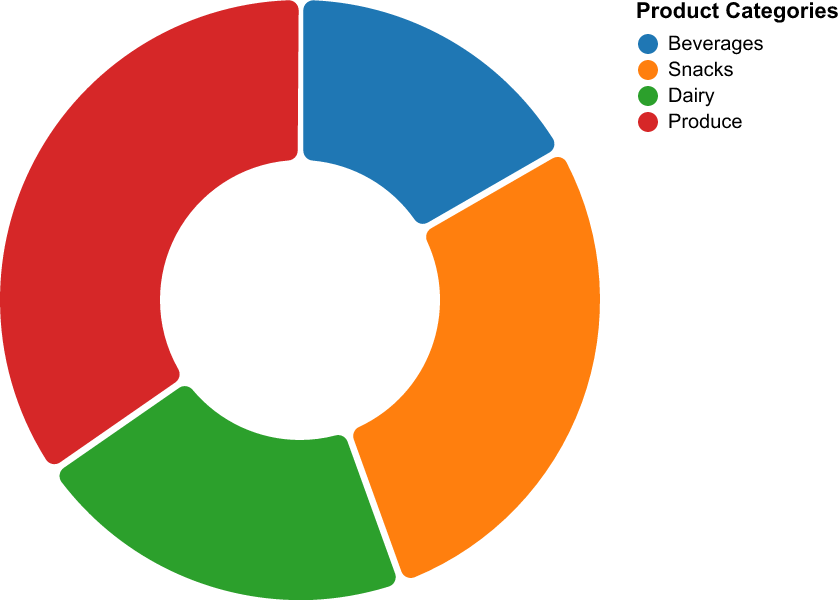 Product Categories
Beverages
Snacks
Dairy
Produce